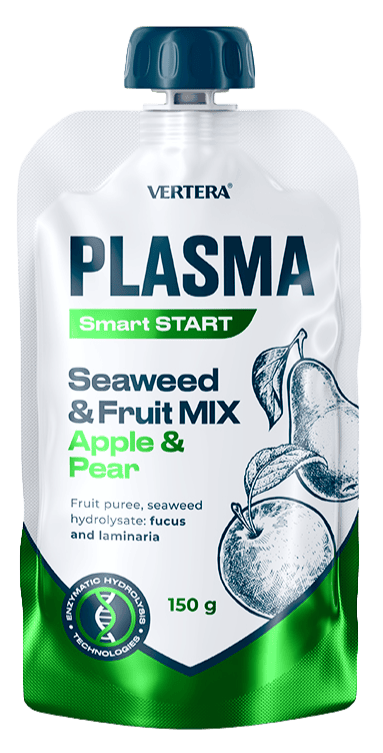 VERTERA®
PLASMA
Smart START
Seaweed
& Fruit MIX
Apple &
Pear
Fruit puree, seaweed
hydrolysate: fucus
and laminaria
150 g
• ENZYMATIC HYDROLYSIS •
TECHNOLOGIES